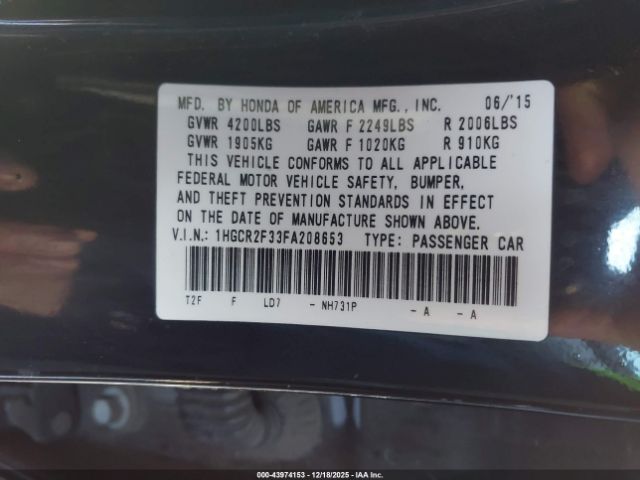 MFD. BY HONDA OF AMERICA MFG., INC. 06/'15
GVWR 4200LBS GAWR F 2249LBS R 2006LBS
GVWR 1905KG GAWR F 1020KG R 910KG
THIS VEHICLE CONFORMS TO ALL APPLICABLE
FEDERAL MOTOR VEHICLE SAFETY, BUMPER,
AND THEFT PREVENTION STANDARDS IN EFFECT
ON THE DATE OF MANUFACTURE SHOWN ABOVE.
V.I.N.: 1HGCR2F33FA208653 TYPE: PASSENGER CAR
T2F F LD7 - NH731P - A - A
000-43974153 - 12/18/2025 - IAAI.COM